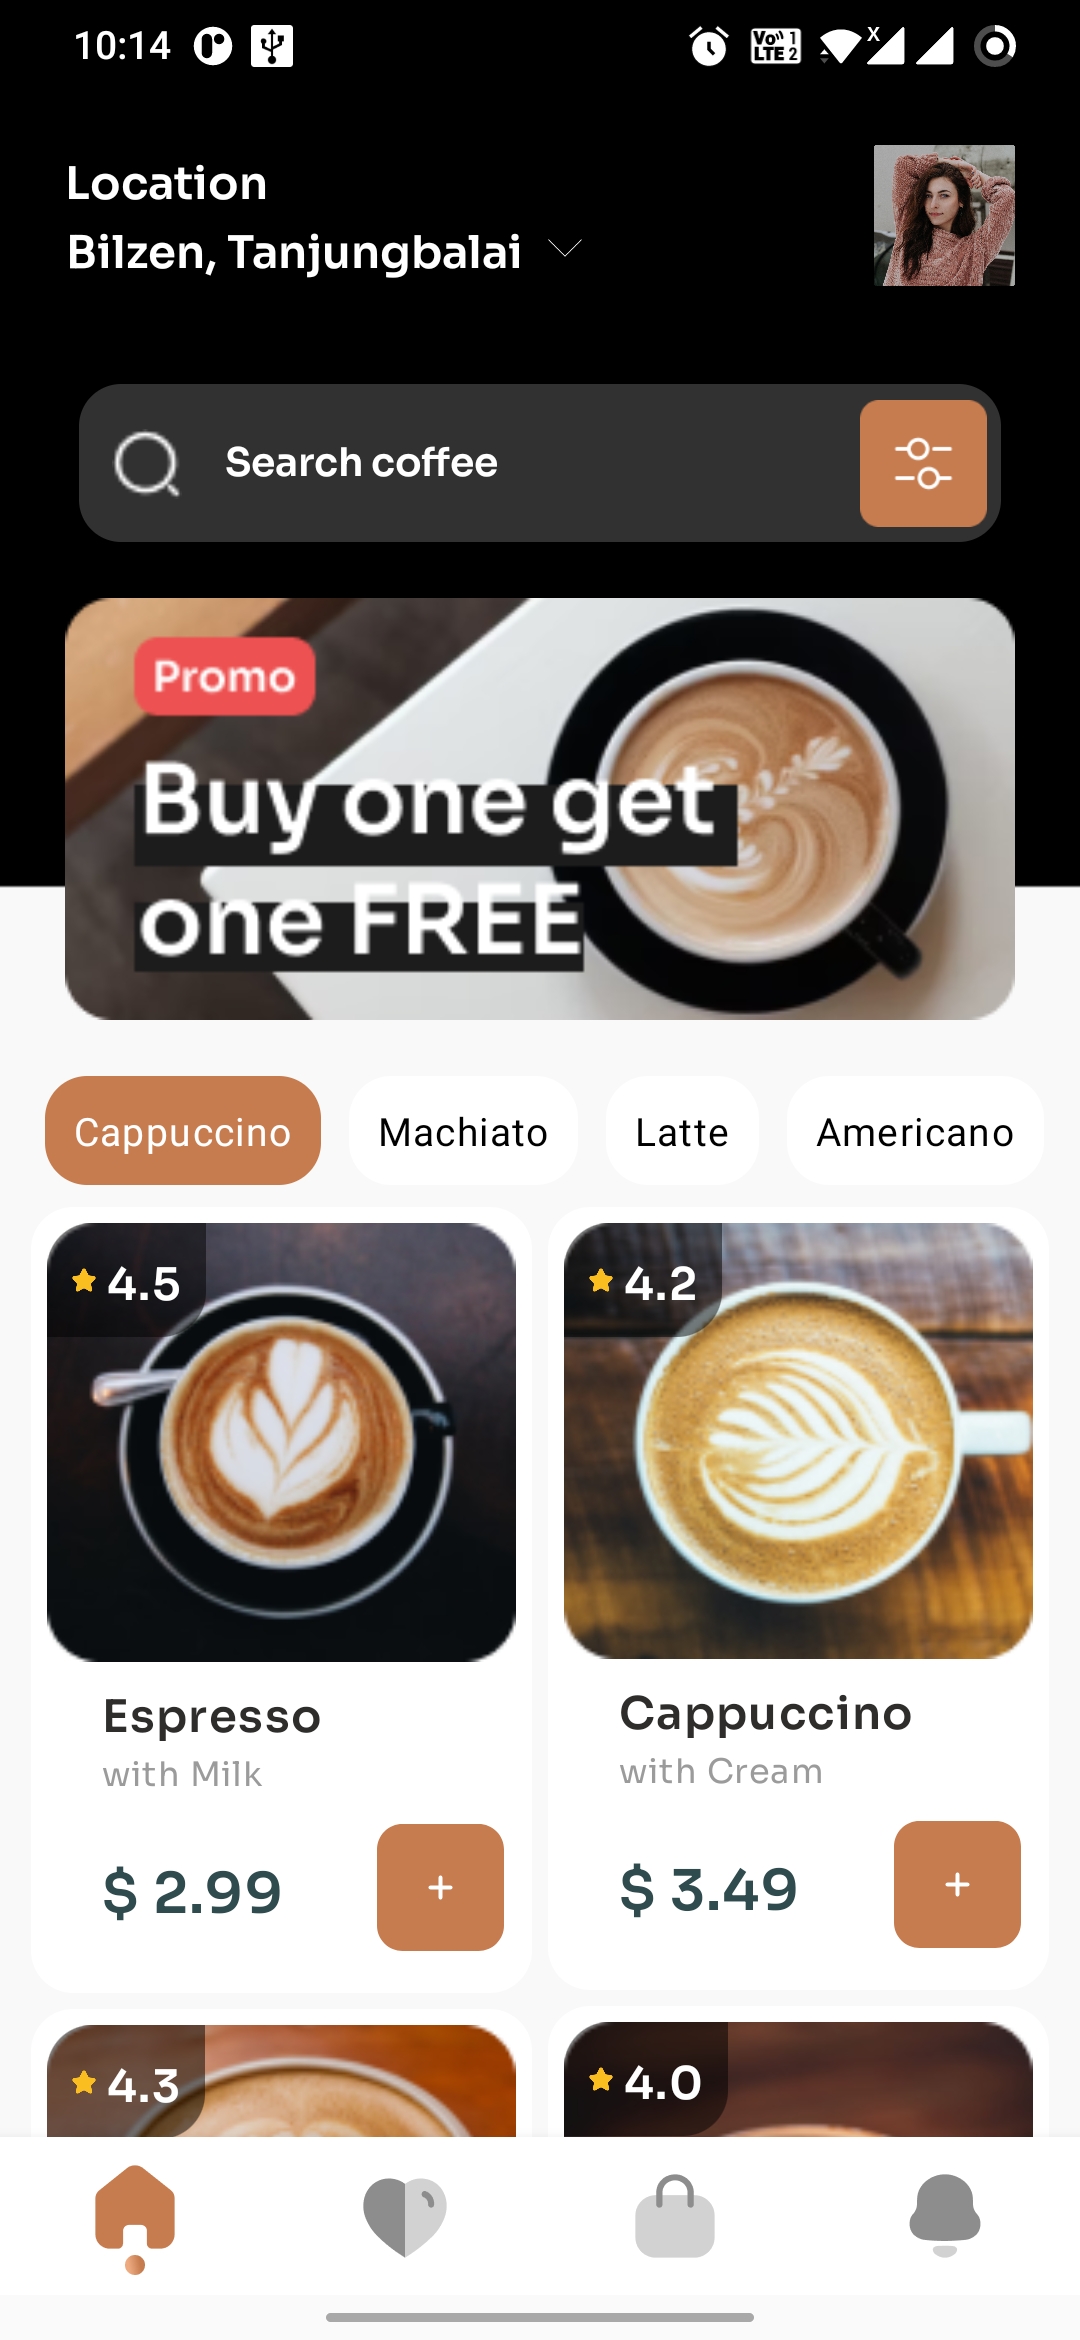 10:14
Vo)) 1
LTE 2
X
Location
Bilzen, Tanjungbalai
Search coffee
Promo
Buy one get
one FREE
Cappuccino
Machiato
Latte
Americano
4.5
4.2
Espresso
with Milk
$ 2.99
+
Cappuccino
with Cream
$ 3.49
+
4.3
4.0